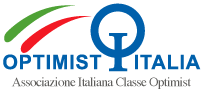 OPTIMIST ITALIA
Associazione Italiana Classe Optimist